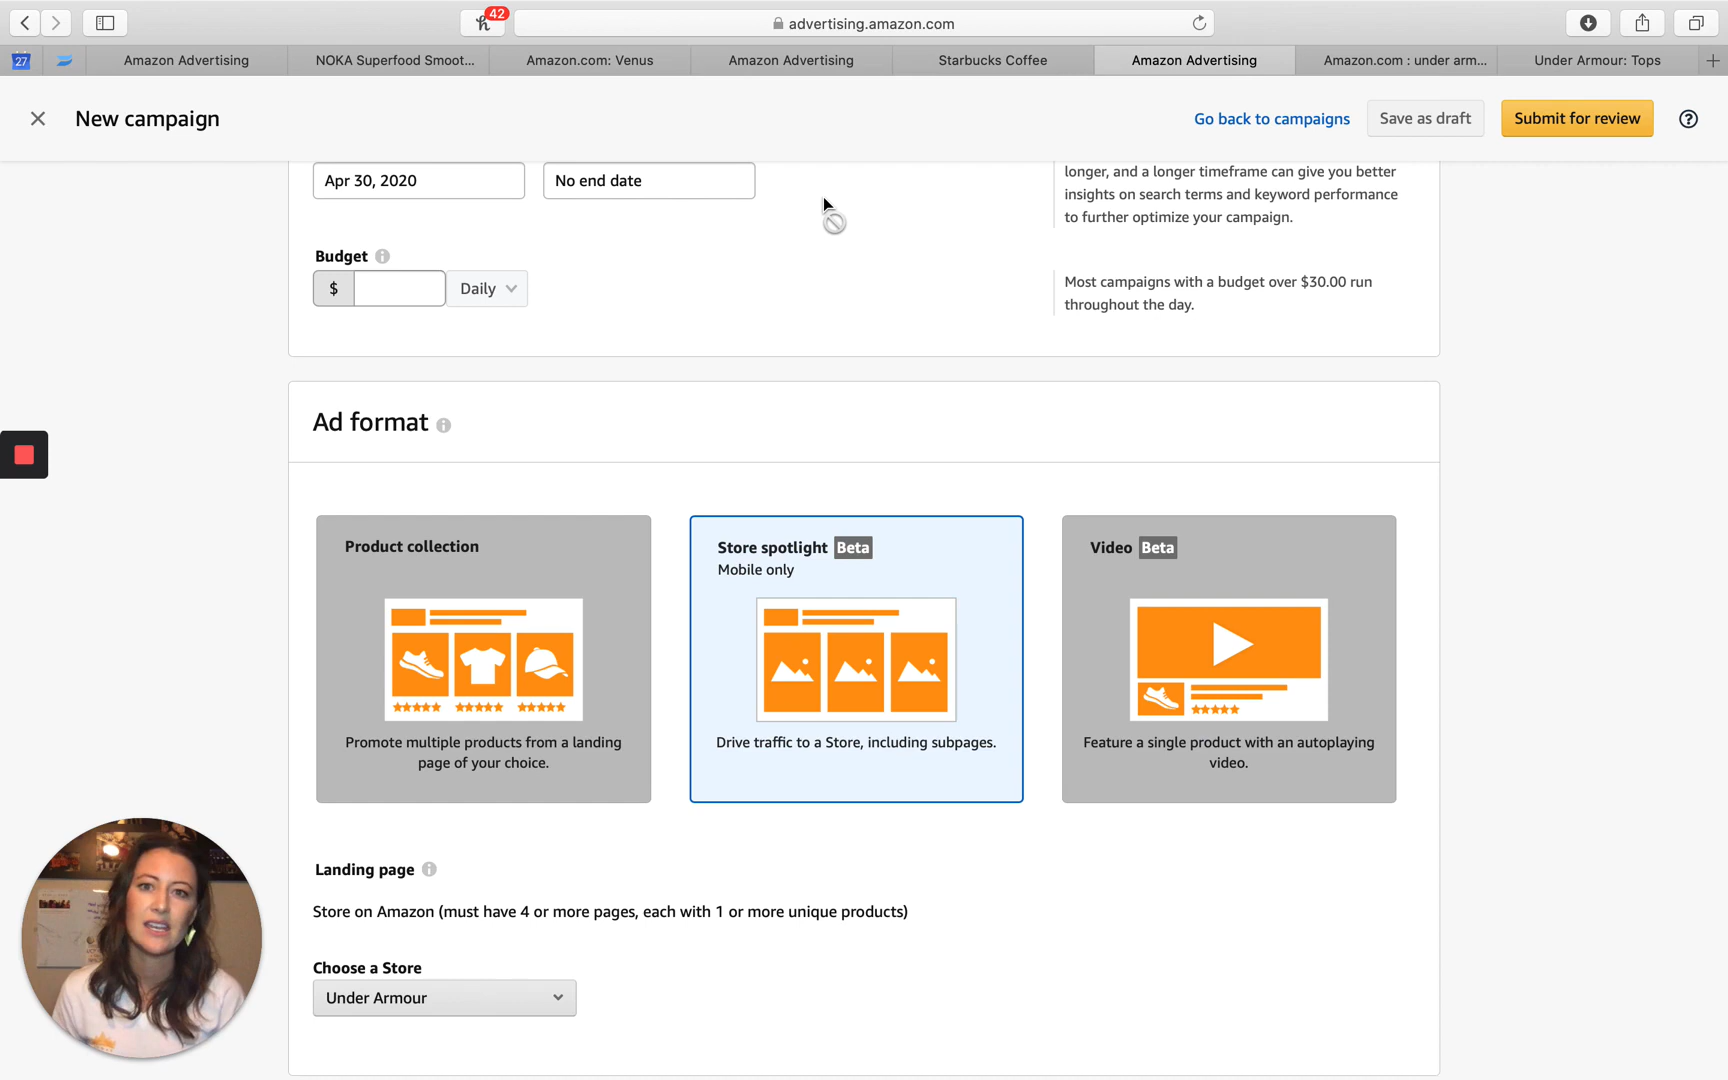 42
advertising.amazon.com
27
Amazon Advertising
NOKA Superfood Smoot...
Amazon.com: Venus
Amazon Advertising
Starbucks Coffee
Amazon Advertising
Amazon.com : under arm...
Under Armour: Tops
New campaign
Go back to campaigns
Save as draft
Submit for review
Apr 30, 2020
No end date
longer, and a longer timeframe can give you better
insights on search terms and keyword performance
to further optimize your campaign.
Budget
$
Daily
Most campaigns with a budget over $30.00 run
throughout the day.
Ad format
Product collection
Promote multiple products from a landing
page of your choice.
Store spotlight Beta
Mobile only
Drive traffic to a Store, including subpages.
Video Beta
Feature a single product with an autoplaying
video.
Landing page
Store on Amazon (must have 4 or more pages, each with 1 or more unique products)
Choose a Store
Under Armour